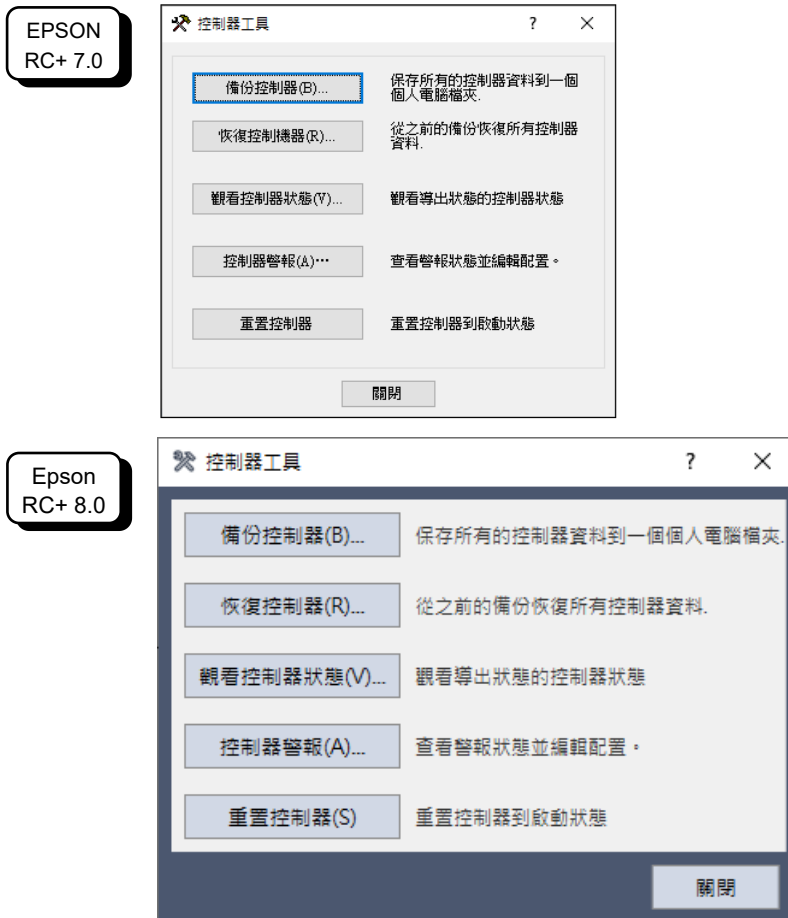 EPSON
RC+ 7.0
控制器工具
?
備份控制器(B)...
保存所有的控制器資料到一個
個人電腦檔夾.
恢復控制機器(R)...
從之前的備份恢復所有控制器
資料.
觀看控制器狀態(V)...
觀看導出狀態的控制器狀態
控制器警報(A)⋯
查看警報狀態並編輯配置。
重置控制器
重置控制器到啟動狀態
關閉
Epson
RC+ 8.0
控制器工具
?
備份控制器(B)...
保存所有的控制器資料到一個個人電腦檔夾.
恢復控制器(R)...
從之前的備份恢復所有控制器資料.
觀看控制器狀態(V)...
觀看導出狀態的控制器狀態
控制器警報(A)...
查看警報狀態並編輯配置。
重置控制器(S)
重置控制器到啟動狀態
關閉